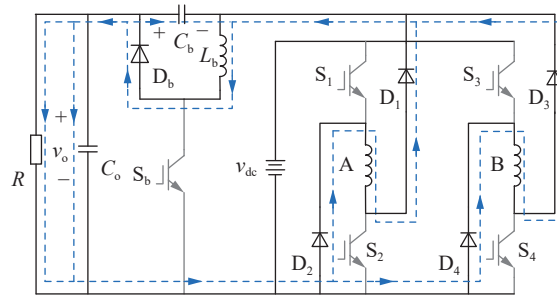 + C_b −
L_b
D_b
S_1
D_1
S_3
D_3
+
v_o
−
R
C_o
S_b
v_dc
A
B
D_2
S_2
D_4
S_4